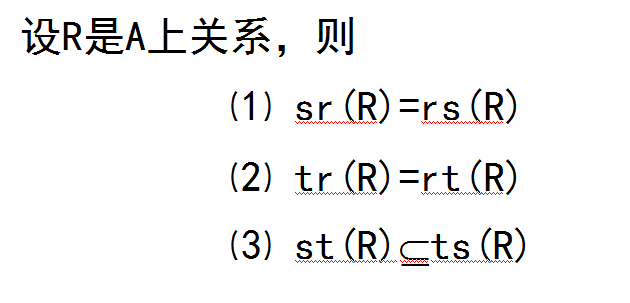 设R是A上关系，则
(1) sr(R)=rs(R)
(2) tr(R)=rt(R)
(3) st(R)⊆ts(R)